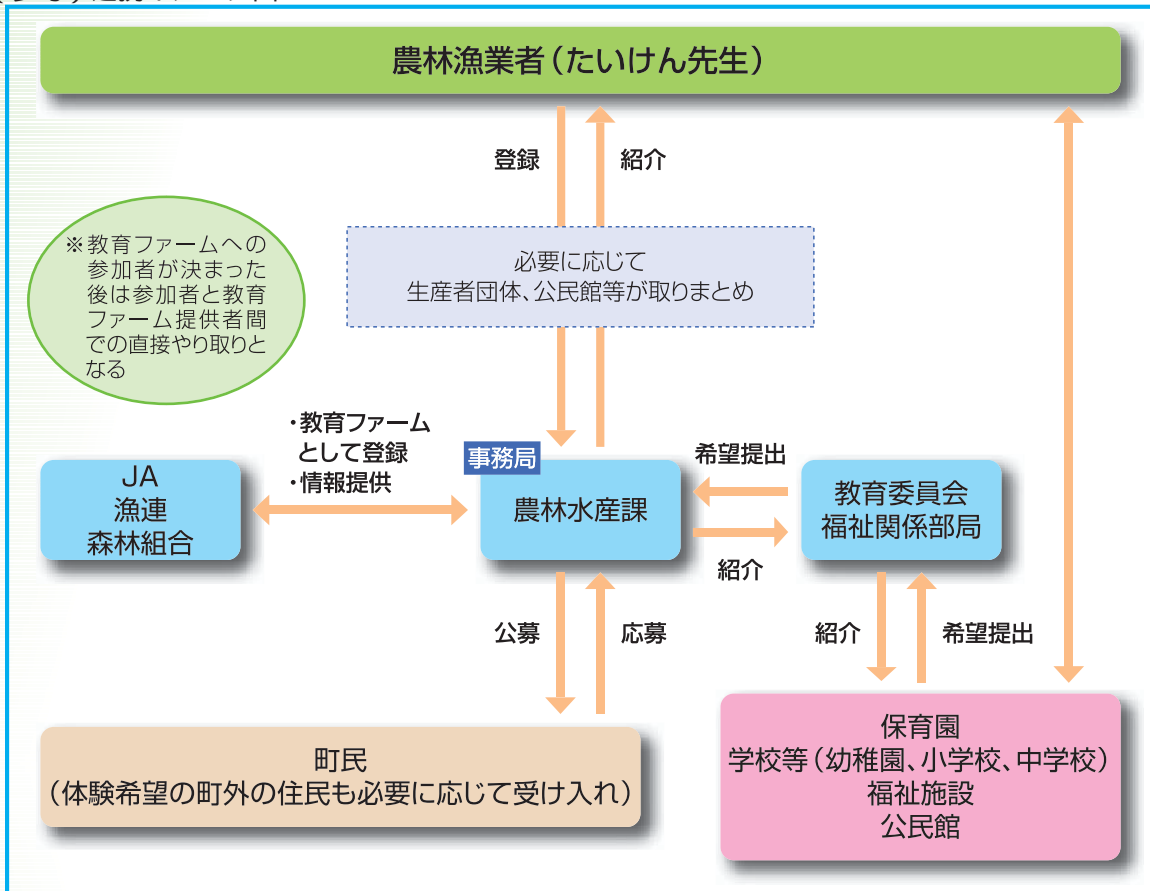 農林漁業者（たいけん先生）
登録
紹介
必要に応じて
生産者団体、公民館等が取りまとめ
※教育ファームへの
参加者が決まった
後は参加者と教育
ファーム提供者間
での直接やり取りと
なる
・教育ファーム
として登録
・情報提供
事務局
希望提出
JA
漁連
森林組合
農林水産課
教育委員会
福祉関係部局
紹介
公募
応募
紹介
希望提出
町民
（体験希望の町外の住民も必要に応じて受け入れ）
保育園
学校等（幼稚園、小学校、中学校）
福祉施設
公民館